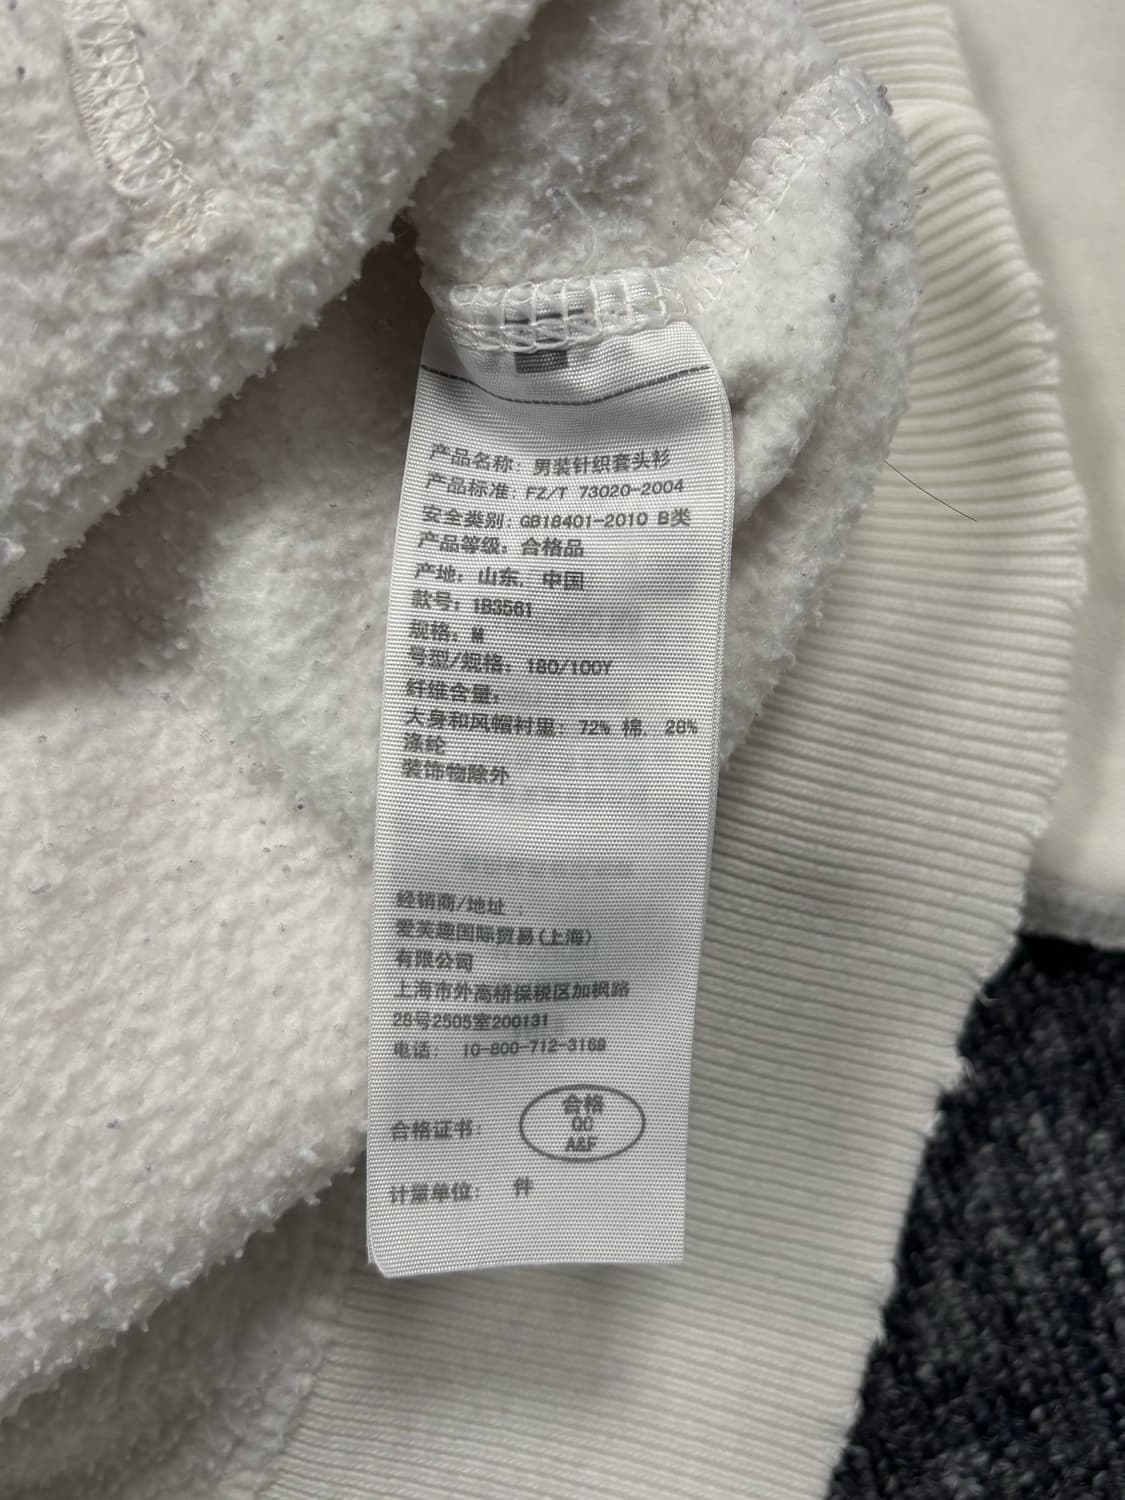 产品名称：男装针织套头衫
产品标准：FZ/T 73020-2004
安全类别：GB18401-2010 B类
产品等级：合格品
产地：山东，中国
款号：183561
规格：M
号型/规格：180/100Y
纤维含量：
大身和风帽衬里：72% 棉， 28%
涤纶
装饰物除外
经销商/地址：
爱芙趣国际贸易(上海)
有限公司
上海市外高桥保税区加枫路
28号2505室200131
电话： 10-800-712-3169
合格
QC
A&F
合格证书：
计量单位： 件